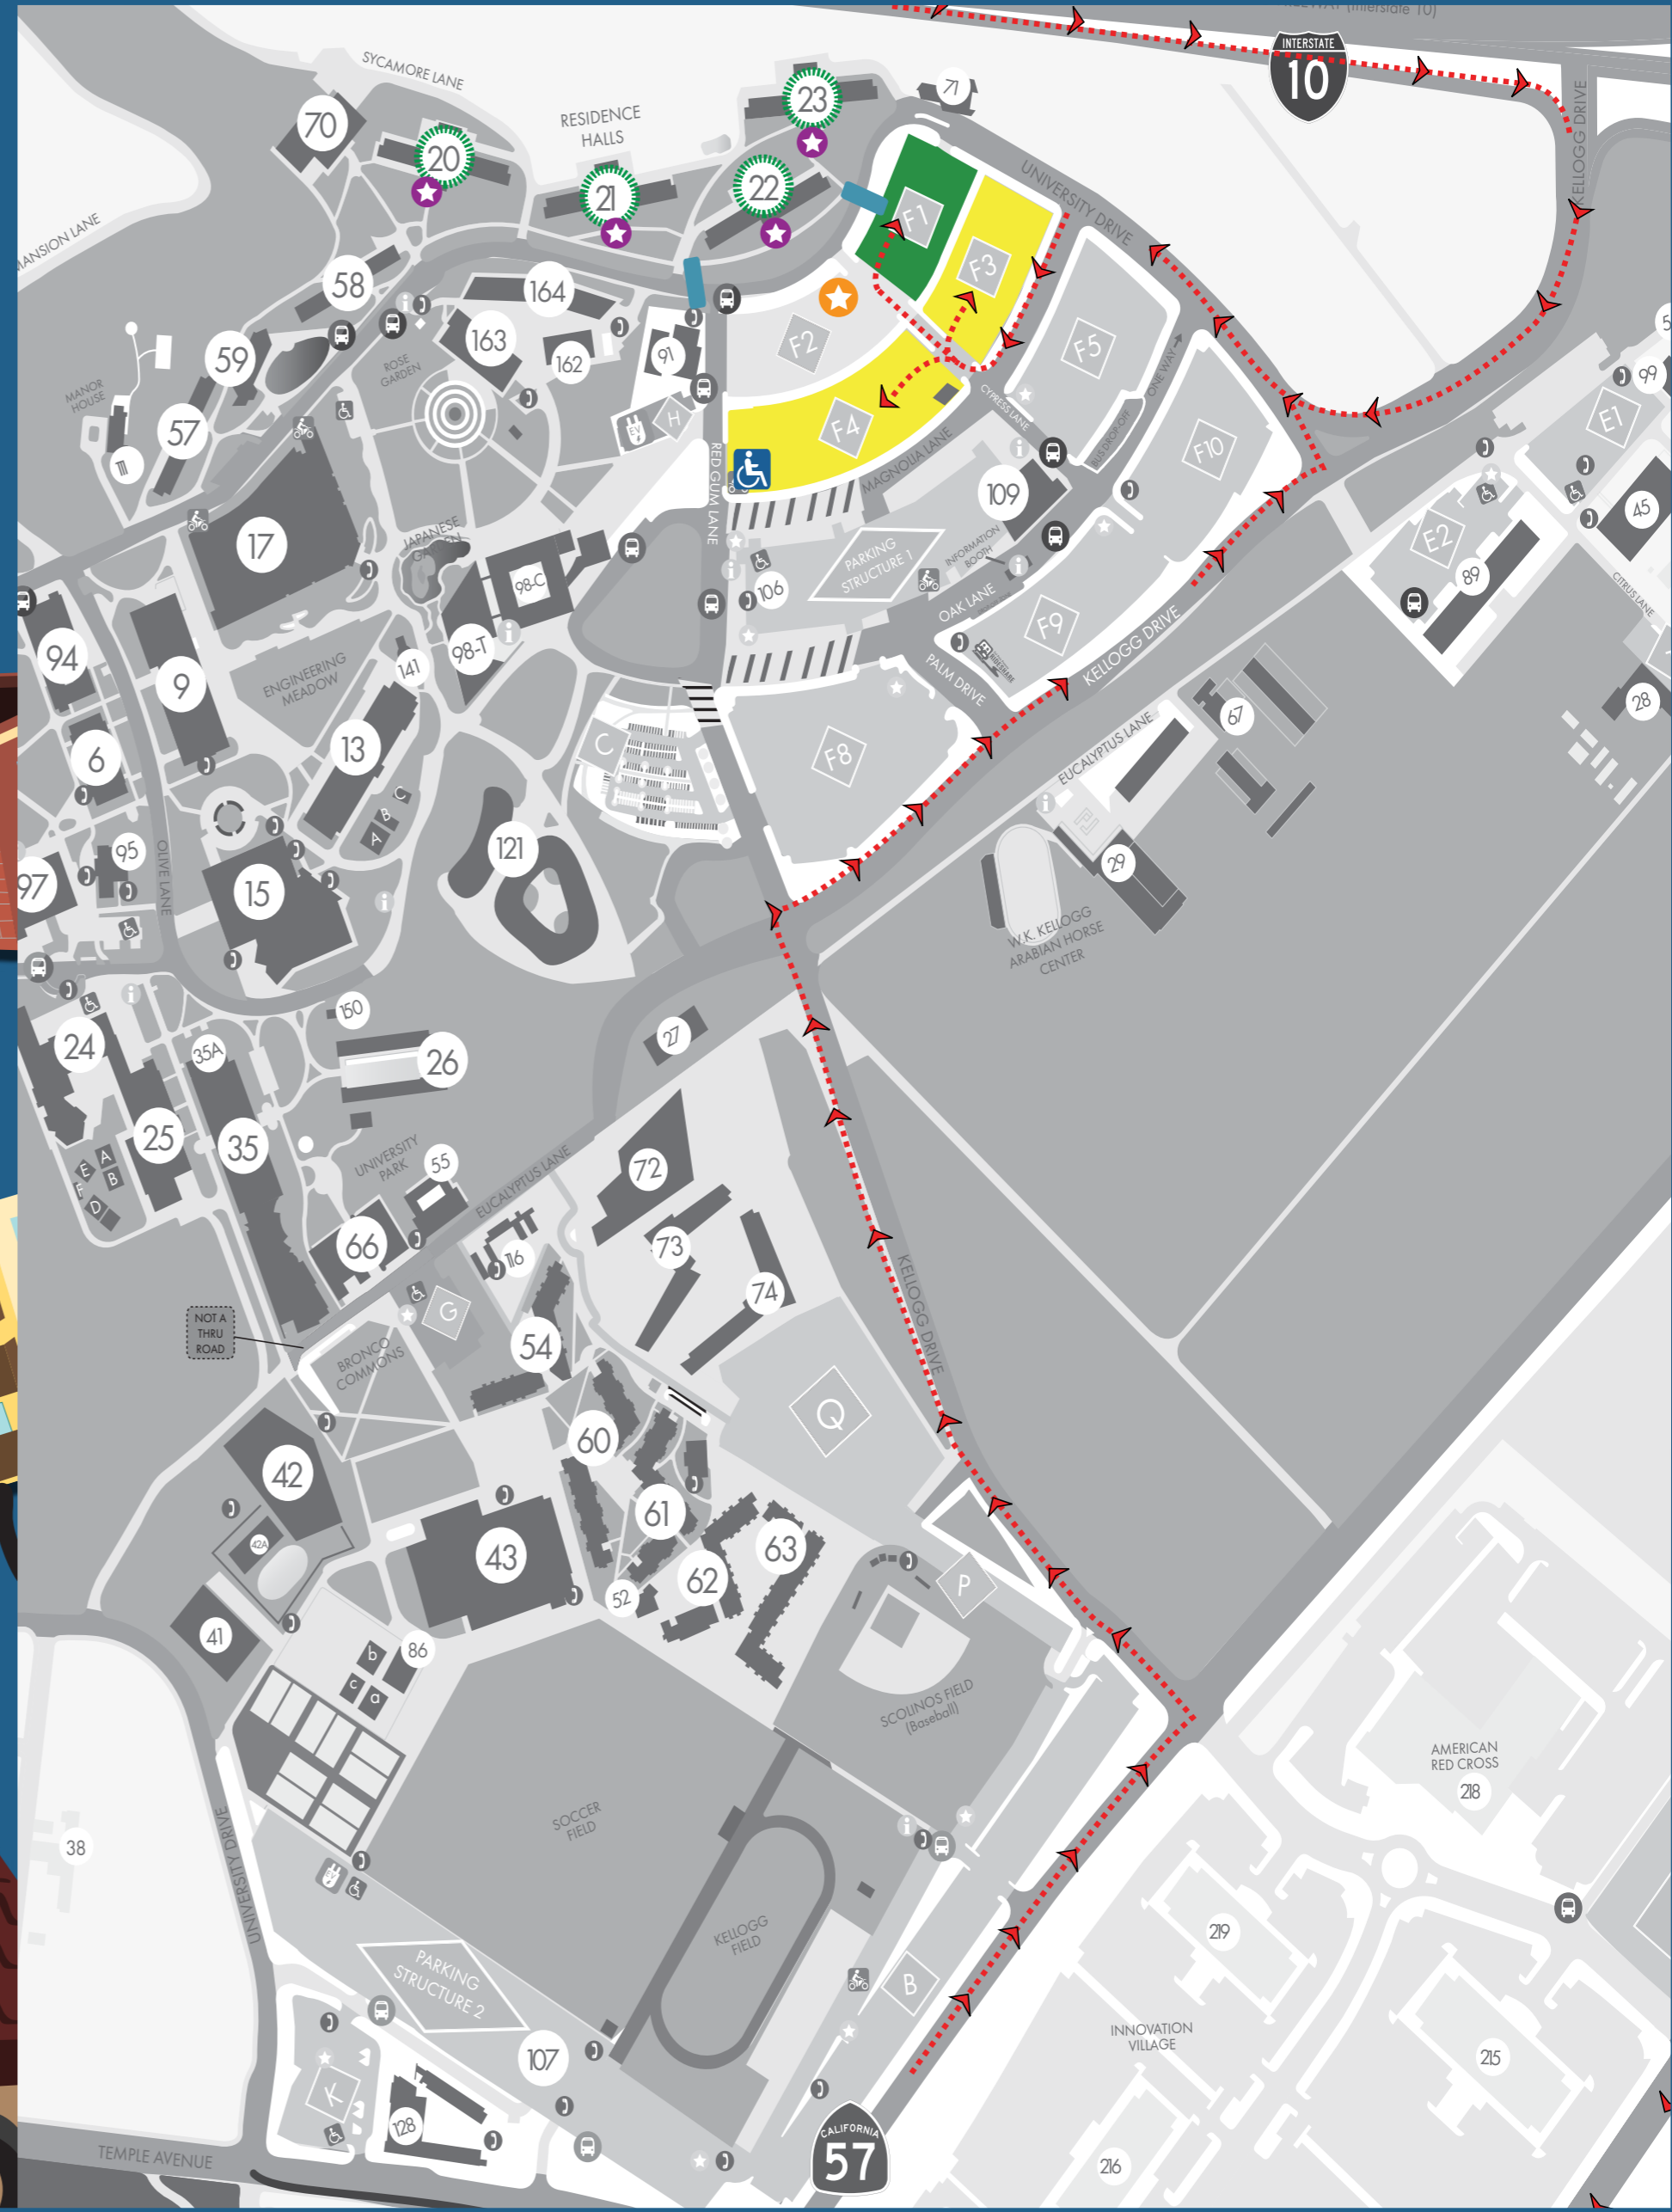 INTERSTATE
10
KELLOGG DRIVE
SYCAMORE LANE
RESIDENCE
HALLS
23
71
70
20
21
22
F1
UNIVERSITY DRIVE
F3
MANSION LANE
58
164
F2
F5
163
162
91
59
ROSE
GARDEN
MANOR
HOUSE
57
111
H
EV
F4
CYPRESS LANE
ONE WAY
BUS DROP-OFF
F10
99
E1
RED GUM LANE
MAGNOLIA LANE
109
17
JAPANESE
GARDEN
98-C
PARKING
STRUCTURE 1
INFORMATION
BOOTH
E2
45
89
CITRUS LANE
106
OAK LANE
F9
94
9
98-T
141
ENGINEERING
MEADOW
PALM DRIVE
KELLOGG DRIVE
67
28
6
13
C
F8
EUCALYPTUS LANE
C
B
A
121
95
97
OLIVE LANE
15
29
W.K. KELLOGG
ARABIAN HORSE
CENTER
150
27
24
35A
26
25
35
UNIVERSITY
PARK
55
EUCALYPTUS LANE
72
E
A
B
F
D
66
116
73
74
KELLOGG DRIVE
NOT A
THRU
ROAD
BRONCO
COMMONS
G
54
Q
60
42
61
42A
43
63
62
52
P
41
86
b
c
a
SCOLINOS FIELD
(Baseball)
AMERICAN
RED CROSS
218
SOCCER
FIELD
38
UNIVERSITY DRIVE
KELLOGG
FIELD
219
PARKING
STRUCTURE 2
B
INNOVATION
VILLAGE
107
215
K
128
TEMPLE AVENUE
CALIFORNIA
57
216